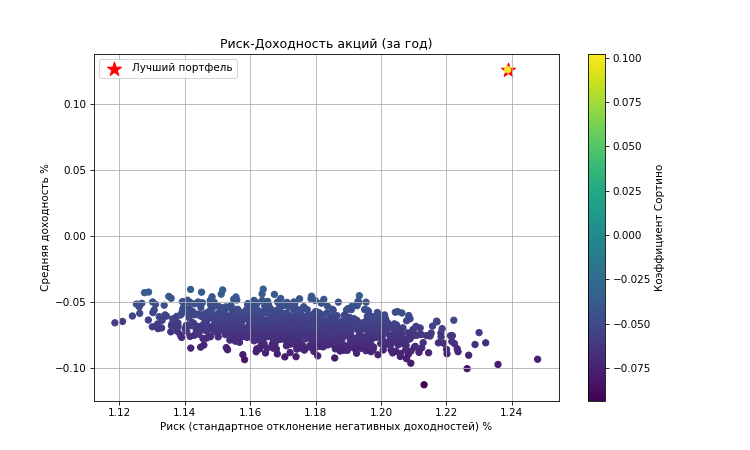 Риск-Доходность акций (за год)
Лучший портфель
0.10
0.05
0.00
−0.05
−0.10
Средняя доходность %
1.12 1.14 1.16 1.18 1.20 1.22 1.24
Риск (стандартное отклонение негативных доходностей) %
0.100
0.075
0.050
0.025
0.000
−0.025
−0.050
−0.075
Коэффициент Сортино